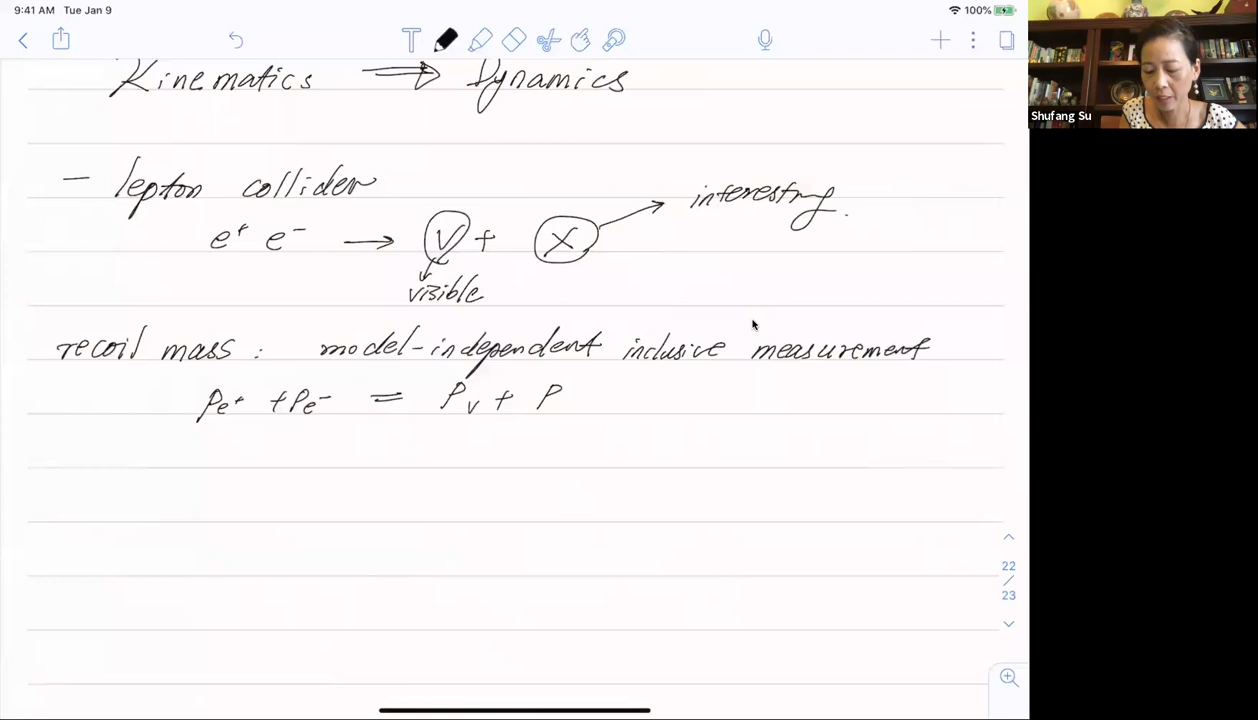 9:41 AM Tue Jan 9
100%
Shufang Su
Kinematics ⟹ Dynamics
— lepton collider
e⁺ e⁻ → V + X → interesting.
visible
recoil mass : model-independent inclusive measurement
Pe⁺ + Pe⁻ = Pv + P
22
/
23